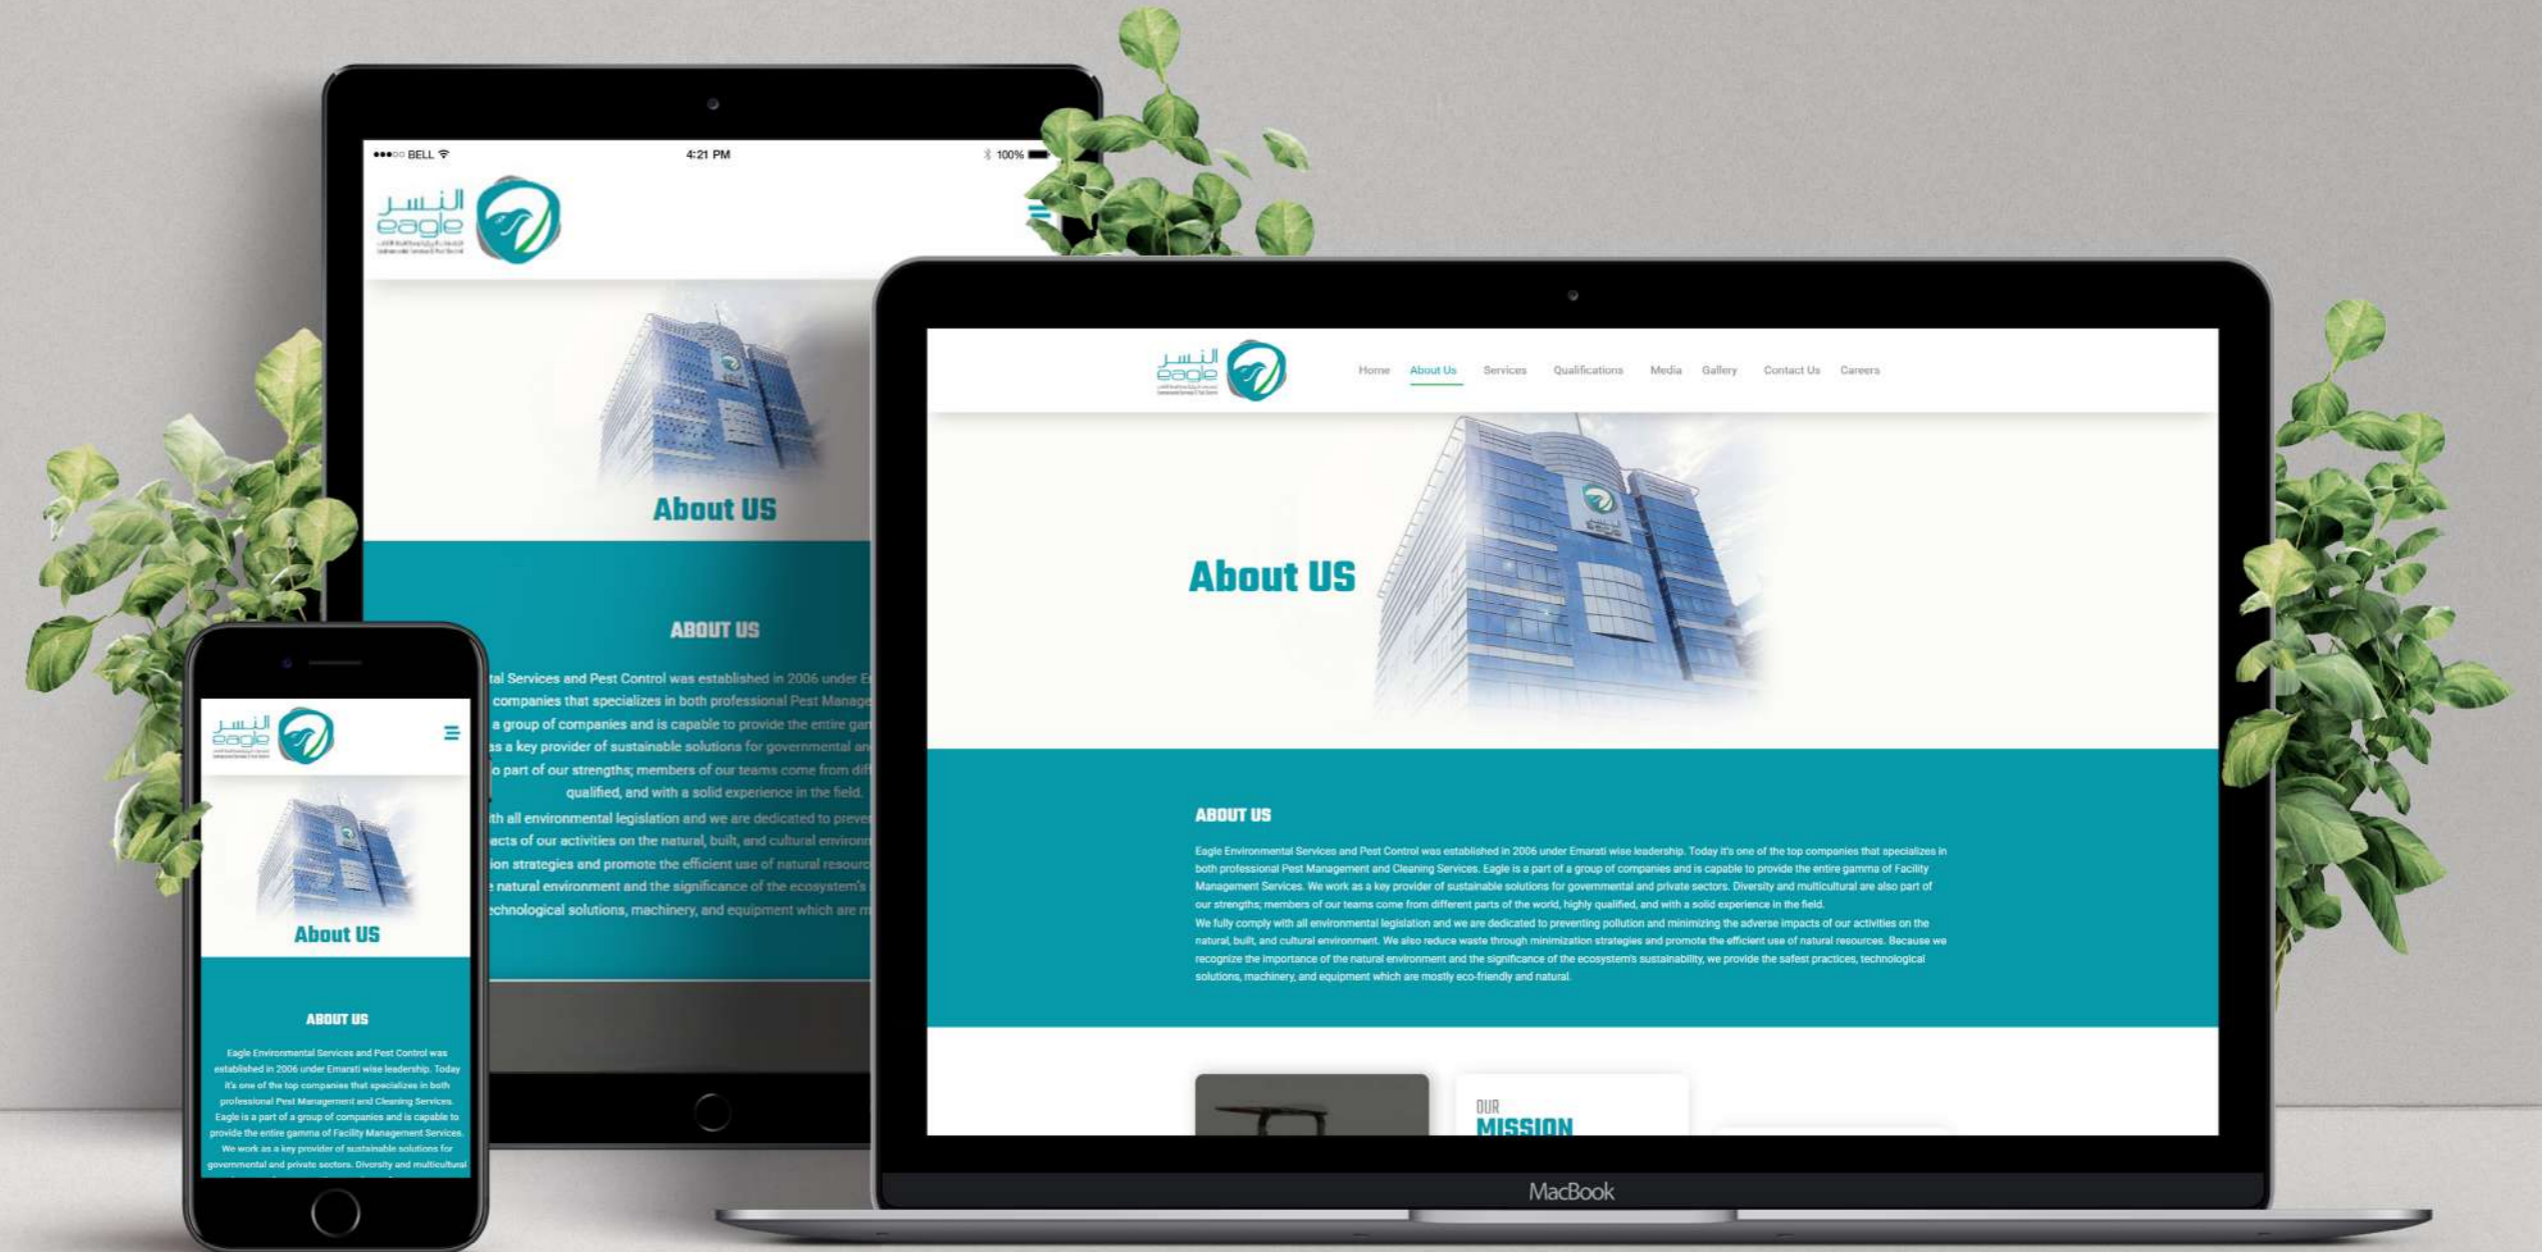 ●●●○○ BELL 4:21 PM 100%
النسر
eagle
About US
ABOUT US
tal Services and Pest Control was established in 2006 under E
companies that specializes in both professional Pest Manage
a group of companies and is capable to provide the entire gam
as a key provider of sustainable solutions for governmental an
o part of our strengths; members of our teams come from diff
qualified, and with a solid experience in the field.
th all environmental legislation and we are dedicated to preve
acts of our activities on the natural, built, and cultural environ
ion strategies and promote the efficient use of natural resourc
e natural environment and the significance of the ecosystem's
echnological solutions, machinery, and equipment which are m
النسر
eagle
About US
ABOUT US
Eagle Environmental Services and Pest Control was
established in 2006 under Emarati wise leadership. Today
it's one of the top companies that specializes in both
professional Pest Management and Cleaning Services.
Eagle is a part of a group of companies and is capable to
provide the entire gamma of Facility Management Services.
We work as a key provider of sustainable solutions for
governmental and private sectors. Diversity and multicultural
النسر
eagle
Home About Us Services Qualifications Media Gallery Contact Us Careers
About US
ABOUT US
Eagle Environmental Services and Pest Control was established in 2006 under Emarati wise leadership. Today it's one of the top companies that specializes in
both professional Pest Management and Cleaning Services. Eagle is a part of a group of companies and is capable to provide the entire gamma of Facility
Management Services. We work as a key provider of sustainable solutions for governmental and private sectors. Diversity and multicultural are also part of
our strengths; members of our teams come from different parts of the world, highly qualified, and with a solid experience in the field.
We fully comply with all environmental legislation and we are dedicated to preventing pollution and minimizing the adverse impacts of our activities on the
natural, built, and cultural environment. We also reduce waste through minimization strategies and promote the efficient use of natural resources. Because we
recognize the importance of the natural environment and the significance of the ecosystem's sustainability, we provide the safest practices, technological
solutions, machinery, and equipment which are mostly eco-friendly and natural.
OUR
MISSION
MacBook